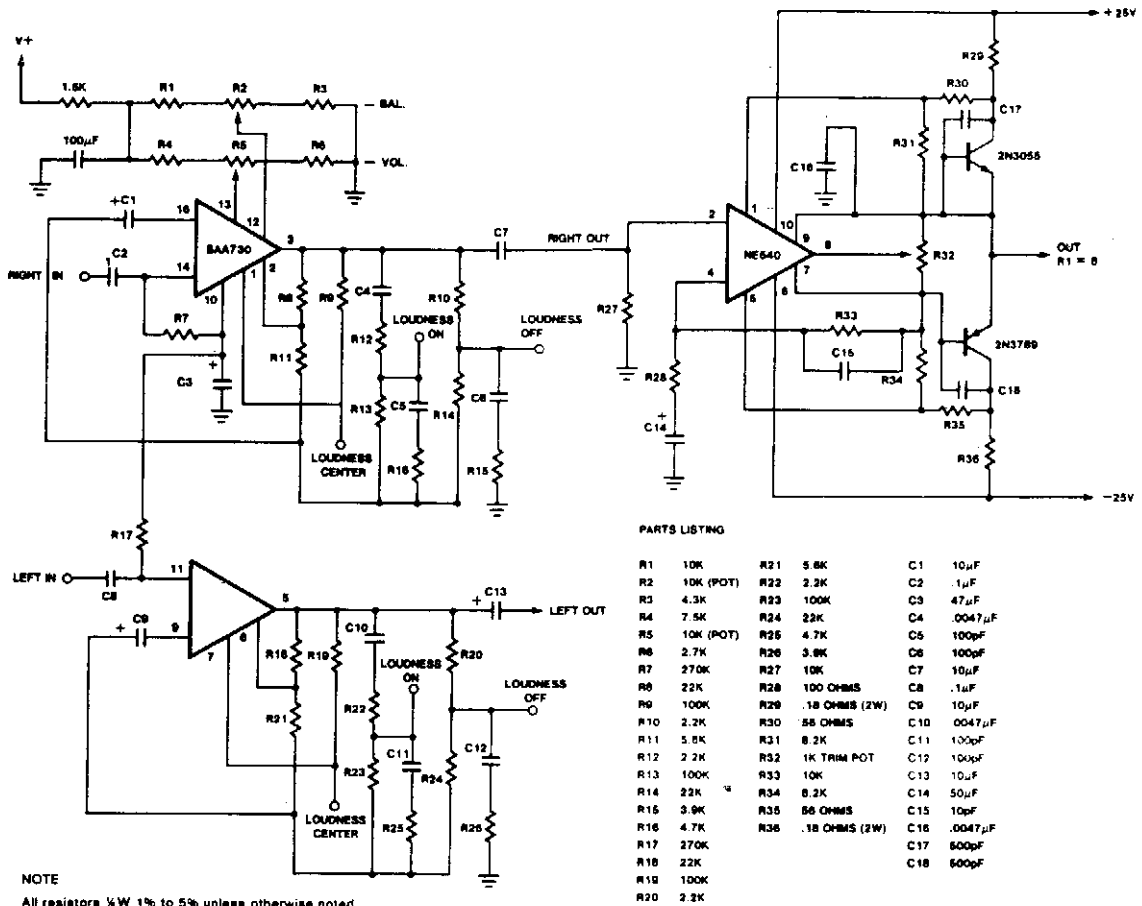 V+
1.5K
R1
R2
R3
– BAL.
100µF
R4
R5
R6
– VOL.
C1
+
16
13
12
SAA730
3
RIGHT IN
C2
14
10
1
2
R7
C3
+
R8
R9
C4
R12
LOUDNESS
ON
R10
C7
RIGHT OUT
LOUDNESS
OFF
R11
R13
C5
R14
C6
LOUDNESS
CENTER
R16
R15
R17
LEFT IN
C8
11
5
C9
+
9
7
6
R18
R19
C10
LOUDNESS
ON
R20
+
C13
LEFT OUT
LOUDNESS
OFF
R21
R22
R23
C11
R24
C12
LOUDNESS
CENTER
R25
R26
+25V
R29
R30
C17
R31
2N3055
C16
1
10
2
9
NE540
8
R32
OUT
R1 = 8
4
7
5
6
R27
R33
C15
R34
2N3789
C18
R28
R35
+
C14
R36
–25V
PARTS LISTING
R1 10K R21 5.6K C1 10µF
R2 10K (POT) R22 2.2K C2 .1µF
R3 4.3K R23 100K C3 47µF
R4 7.5K R24 22K C4 .0047µF
R5 10K (POT) R25 4.7K C5 100pF
R6 2.7K R26 3.9K C6 100pF
R7 270K R27 10K C7 10µF
R8 22K R28 100 OHMS C8 .1µF
R9 100K R29 .18 OHMS (2W) C9 10µF
R10 2.2K R30 56 OHMS C10 .0047µF
R11 5.6K R31 8.2K C11 100pF
R12 2.2K R32 1K TRIM POT C12 100pF
R13 100K R33 10K C13 10µF
R14 22K R34 8.2K C14 50µF
R15 3.9K R35 56 OHMS C15 10pF
R16 4.7K R36 .18 OHMS (2W) C16 .0047µF
R17 270K C17 500pF
R18 22K C18 500pF
R19 100K
R20 2.2K
NOTE
All resistors ¼W 1% to 5% unless otherwise noted